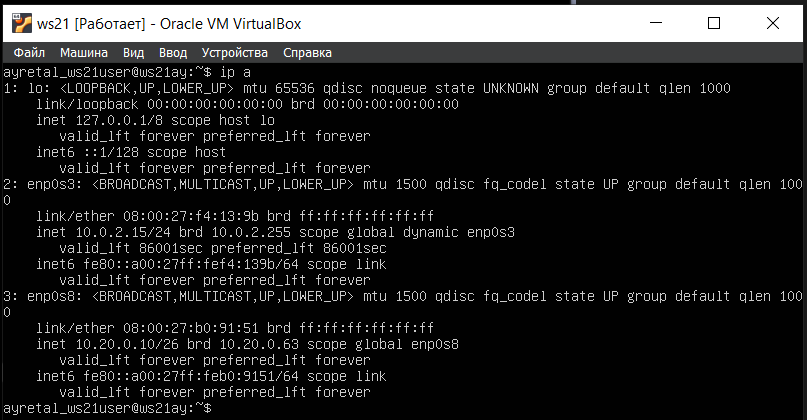 ws21 [Работает] - Oracle VM VirtualBox
Файл Машина Вид Ввод Устройства Справка
ayretal_ws21user@ws21ay:~$ ip a
1: lo: <LOOPBACK,UP,LOWER_UP> mtu 65536 qdisc noqueue state UNKNOWN group default qlen 1000
    link/loopback 00:00:00:00:00:00 brd 00:00:00:00:00:00
    inet 127.0.0.1/8 scope host lo
       valid_lft forever preferred_lft forever
    inet6 ::1/128 scope host
       valid_lft forever preferred_lft forever
2: enp0s3: <BROADCAST,MULTICAST,UP,LOWER_UP> mtu 1500 qdisc fq_codel state UP group default qlen 100
0
    link/ether 08:00:27:f4:13:9b brd ff:ff:ff:ff:ff:ff
    inet 10.0.2.15/24 brd 10.0.2.255 scope global dynamic enp0s3
       valid_lft 86001sec preferred_lft 86001sec
    inet6 fe80::a00:27ff:fef4:139b/64 scope link
       valid_lft forever preferred_lft forever
3: enp0s8: <BROADCAST,MULTICAST,UP,LOWER_UP> mtu 1500 qdisc fq_codel state UP group default qlen 100
0
    link/ether 08:00:27:b0:91:51 brd ff:ff:ff:ff:ff:ff
    inet 10.20.0.10/26 brd 10.20.0.63 scope global enp0s8
       valid_lft forever preferred_lft forever
    inet6 fe80::a00:27ff:feb0:9151/64 scope link
       valid_lft forever preferred_lft forever
ayretal_ws21user@ws21ay:~$